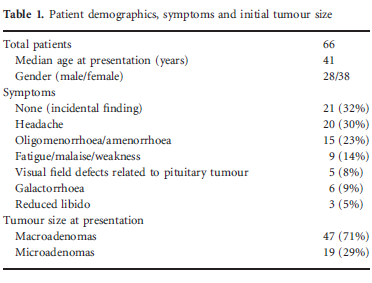 Table 1. Patient demographics, symptoms and initial tumour size
Total patients 66
Median age at presentation (years) 41
Gender (male/female) 28/38
Symptoms
None (incidental finding) 21 (32%)
Headache 20 (30%)
Oligomenorrhoea/amenorrhoea 15 (23%)
Fatigue/malaise/weakness 9 (14%)
Visual field defects related to pituitary tumour 5 (8%)
Galactorrhoea 6 (9%)
Reduced libido 3 (5%)
Tumour size at presentation
Macroadenomas 47 (71%)
Microadenomas 19 (29%)